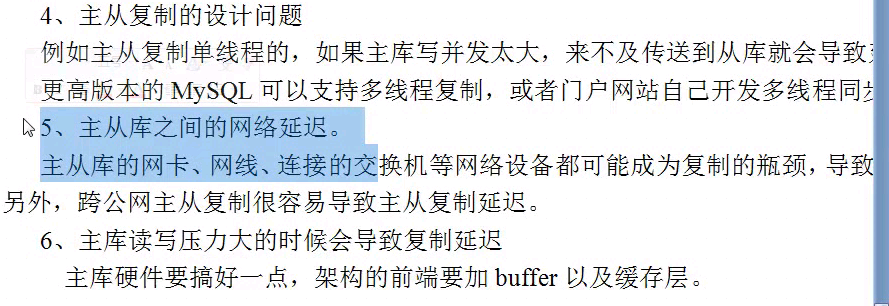 4、主从复制的设计问题
例如主从复制单线程的，如果主库写并发太大，来不及传送到从库就会导致
更高版本的 MySQL 可以支持多线程复制，或者门户网站自己开发多线程同步
5、主从库之间的网络延迟。
主从库的网卡、网线、连接的交换机等网络设备都可能成为复制的瓶颈，导致
另外，跨公网主从复制很容易导致主从复制延迟。
6、主库读写压力大的时候会导致复制延迟
主库硬件要搞好一点，架构的前端要加 buffer 以及缓存层。